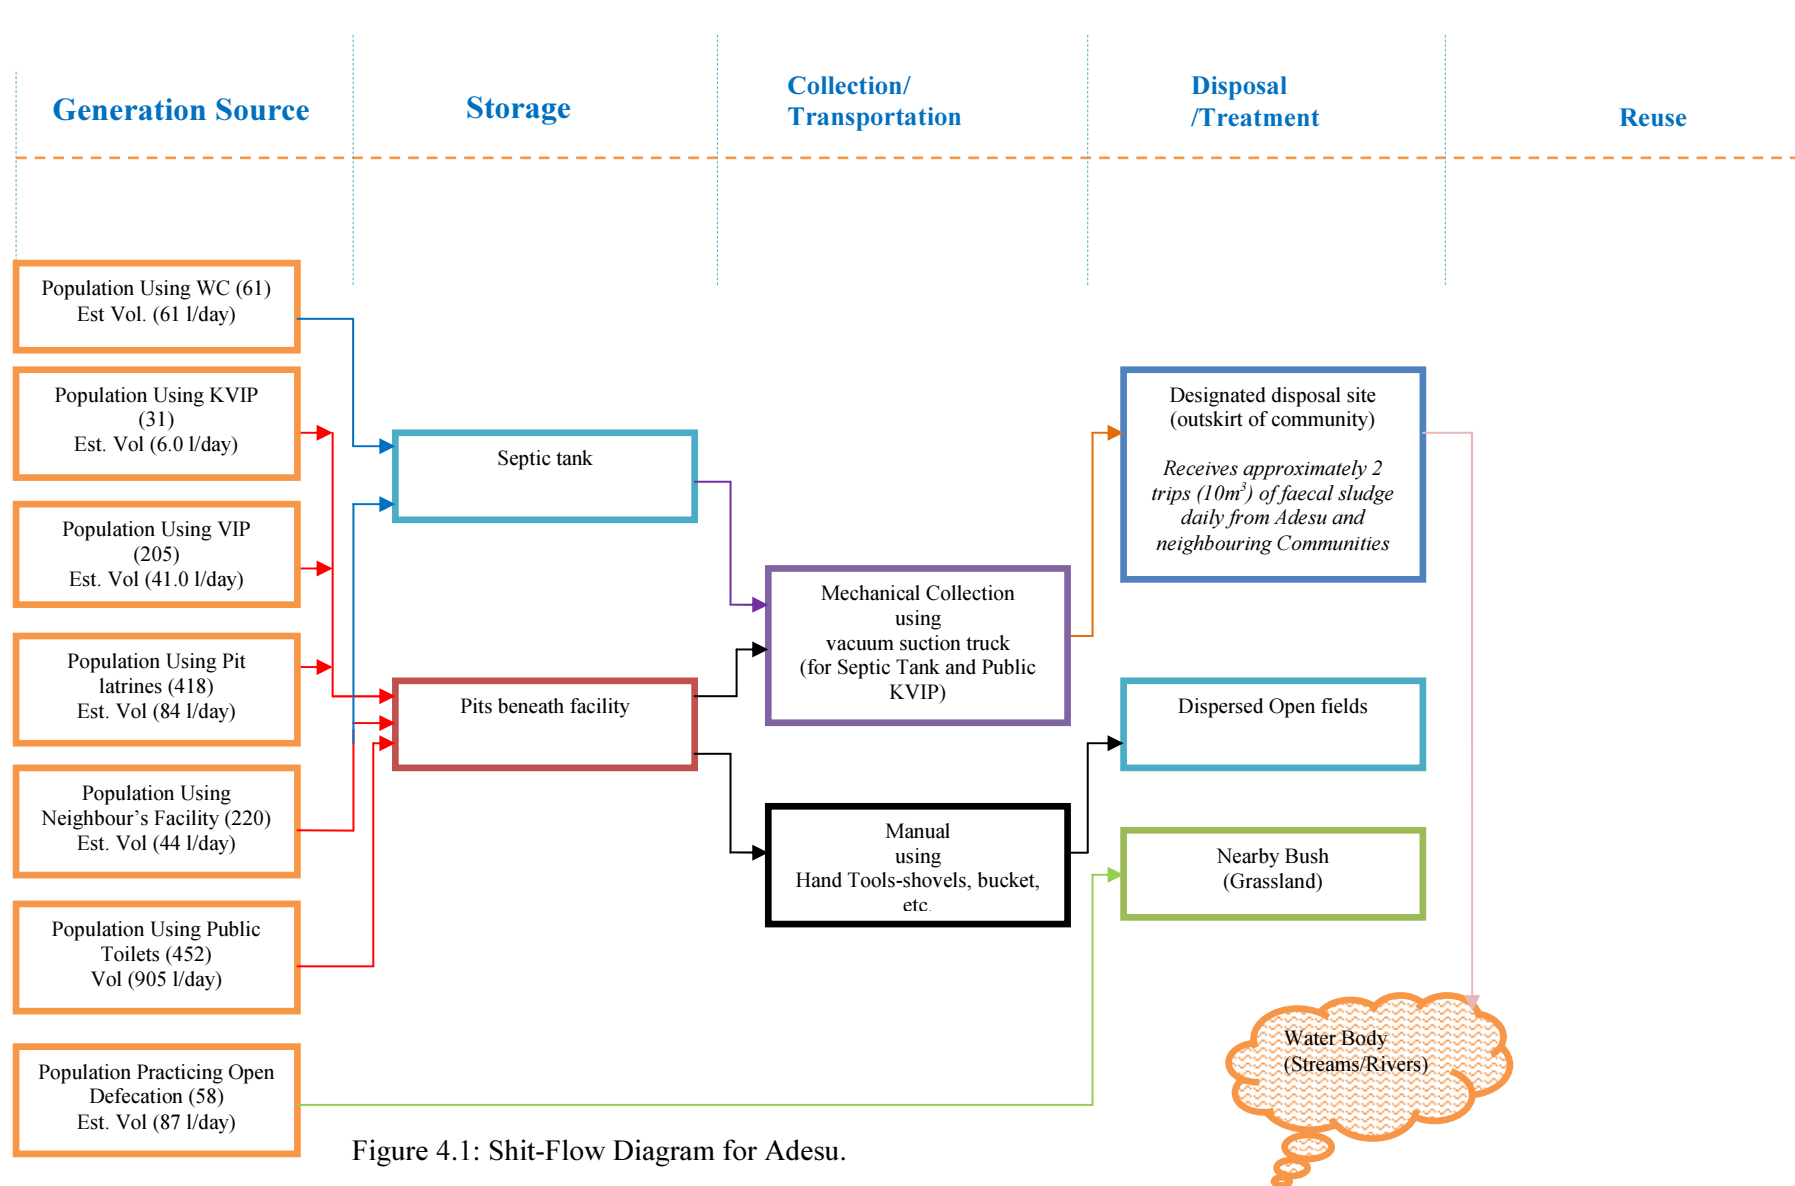 Generation Source
Storage
Collection/
Transportation
Disposal
/Treatment
Reuse
Population Using WC (61)
Est Vol. (61 l/day)
Population Using KVIP
(31)
Est. Vol (6.0 l/day)
Population Using VIP
(205)
Est. Vol (41.0 l/day)
Population Using Pit
latrines (418)
Est. Vol (84 l/day)
Population Using
Neighbour’s Facility (220)
Est. Vol (44 l/day)
Population Using Public
Toilets (452)
Vol (905 l/day)
Population Practicing Open
Defecation (58)
Est. Vol (87 l/day)
Septic tank
Pits beneath facility
Mechanical Collection
using
vacuum suction truck
(for Septic Tank and Public
KVIP)
Manual
using
Hand Tools-shovels, bucket,
etc.
Designated disposal site
(outskirt of community)
Receives approximately 2
trips (10m³) of faecal sludge
daily from Adesu and
neighbouring Communities
Dispersed Open fields
Nearby Bush
(Grassland)
Water Body
(Streams/Rivers)
Figure 4.1: Shit-Flow Diagram for Adesu.